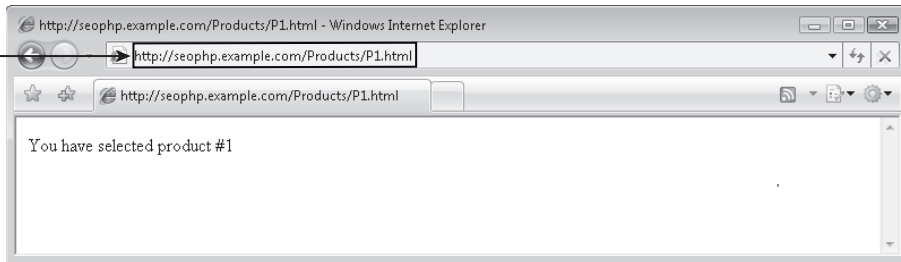 http://seophp.example.com/Products/P1.html - Windows Internet Explorer
http://seophp.example.com/Products/P1.html
http://seophp.example.com/Products/P1.html
You have selected product #1